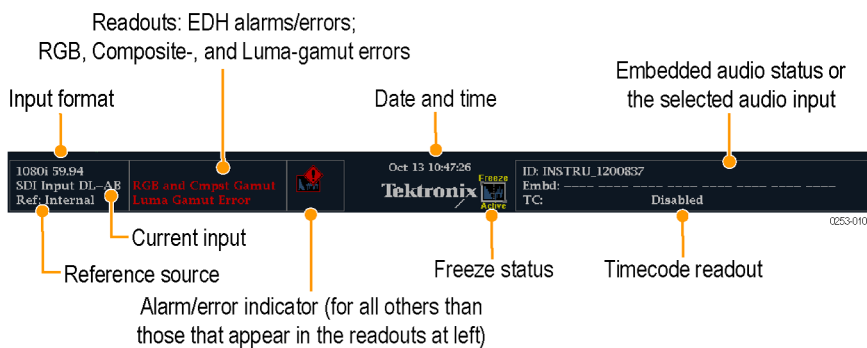 Readouts: EDH alarms/errors;
RGB, Composite-, and Luma-gamut errors
Input format
Date and time
Embedded audio status or
the selected audio input
1080i 59.94
SDI Input DL-AB
Ref: Internal
RGB and Cmpst Gamut
Luma Gamut Error
Oct 13 10:47:26
Tektronix
Freeze
Active
ID: INSTRU_1200837
Embd: ---- ---- ---- ---- ---- ---- ---- ----
TC: Disabled
0253-010
Current input
Reference source
Alarm/error indicator (for all others than
those that appear in the readouts at left)
Freeze status
Timecode readout